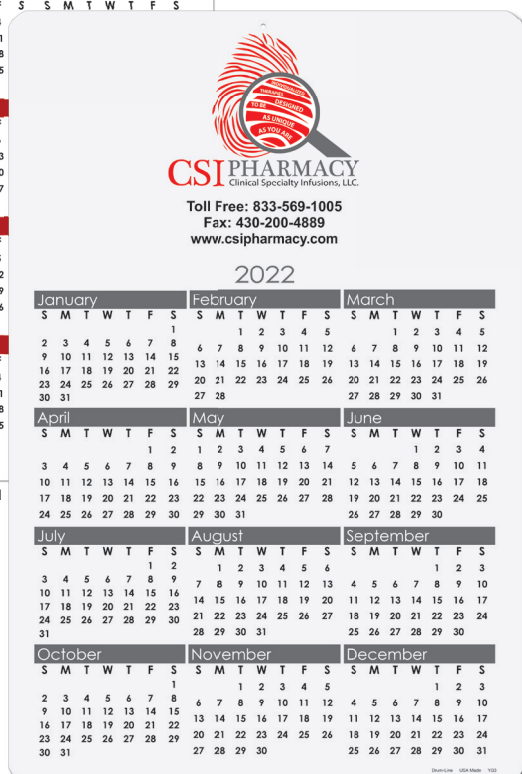 S S M T W T F S
INDIVIDUALIZED
THERAPIES
TO BE DESIGNED
AS UNIQUE
AS YOU ARE
CSI PHARMACY
Clinical Specialty Infusions, LLC.
Toll Free: 833-569-1005
Fax: 430-200-4889
www.csipharmacy.com
2022
January
S M T W T F S
1
2 3 4 5 6 7 8
9 10 11 12 13 14 15
16 17 18 19 20 21 22
23 24 25 26 27 28 29
30 31
February
S M T W T F S
1 2 3 4 5
6 7 8 9 10 11 12
13 14 15 16 17 18 19
20 21 22 23 24 25 26
27 28
March
S M T W T F S
1 2 3 4 5
6 7 8 9 10 11 12
13 14 15 16 17 18 19
20 21 22 23 24 25 26
27 28 29 30 31
April
S M T W T F S
1 2
3 4 5 6 7 8 9
10 11 12 13 14 15 16
17 18 19 20 21 22 23
24 25 26 27 28 29 30
May
S M T W T F S
1 2 3 4 5 6 7
8 9 10 11 12 13 14
15 16 17 18 19 20 21
22 23 24 25 26 27 28
29 30 31
June
S M T W T F S
1 2 3 4
5 6 7 8 9 10 11
12 13 14 15 16 17 18
19 20 21 22 23 24 25
26 27 28 29 30
July
S M T W T F S
1 2
3 4 5 6 7 8 9
10 11 12 13 14 15 16
17 18 19 20 21 22 23
24 25 26 27 28 29 30
31
August
S M T W T F S
1 2 3 4 5 6
7 8 9 10 11 12 13
14 15 16 17 18 19 20
21 22 23 24 25 26 27
28 29 30 31
September
S M T W T F S
1 2 3
4 5 6 7 8 9 10
11 12 13 14 15 16 17
18 19 20 21 22 23 24
25 26 27 28 29 30
October
S M T W T F S
1
2 3 4 5 6 7 8
9 10 11 12 13 14 15
16 17 18 19 20 21 22
23 24 25 26 27 28 29
30 31
November
S M T W T F S
1 2 3 4 5
6 7 8 9 10 11 12
13 14 15 16 17 18 19
20 21 22 23 24 25 26
27 28 29 30
December
S M T W T F S
1 2 3
4 5 6 7 8 9 10
11 12 13 14 15 16 17
18 19 20 21 22 23 24
25 26 27 28 29 30 31
Drum-Line USA Made YG3